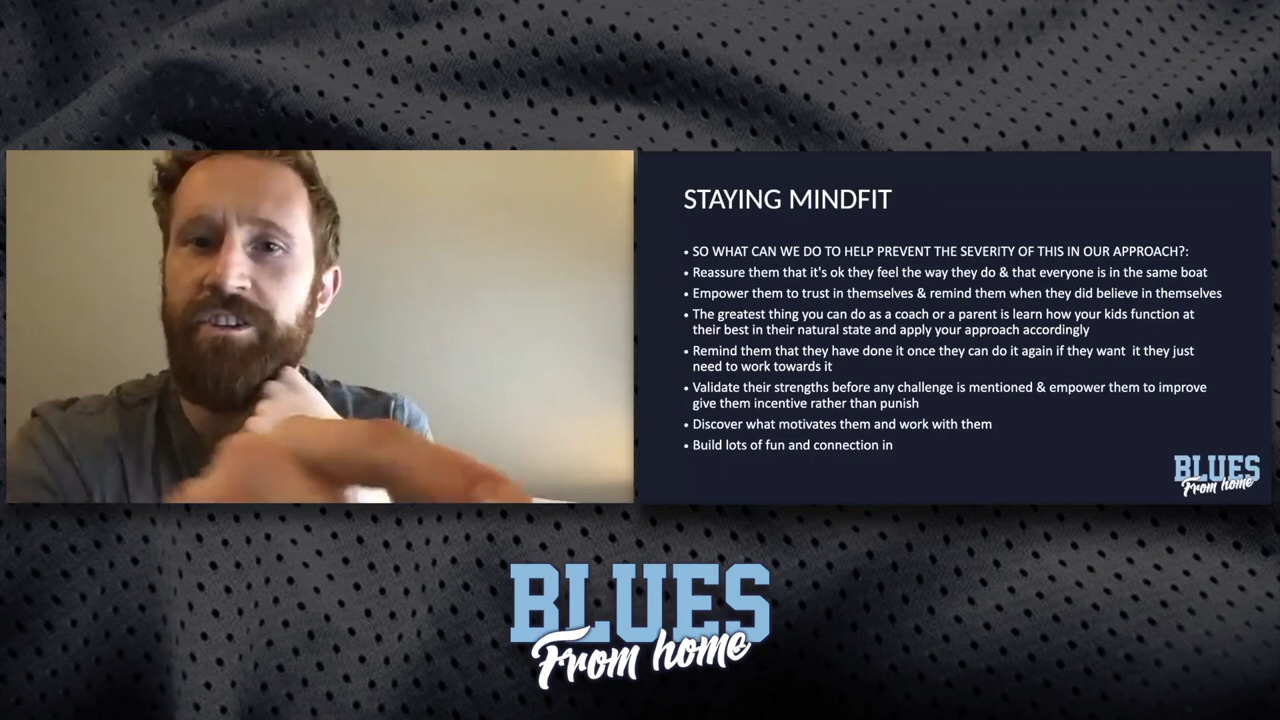 STAYING MINDFIT
• SO WHAT CAN WE DO TO HELP PREVENT THE SEVERITY OF THIS IN OUR APPROACH?:
• Reassure them that it's ok they feel the way they do & that everyone is in the same boat
• Empower them to trust in themselves & remind them when they did believe in themselves
• The greatest thing you can do as a coach or a parent is learn how your kids function at
their best in their natural state and apply your approach accordingly
• Remind them that they have done it once they can do it again if they want  it they just
need to work towards it
• Validate their strengths before any challenge is mentioned & empower them to improve
give them incentive rather than punish
• Discover what motivates them and work with them
• Build lots of fun and connection in
BLUES
From home
BLUES
From home